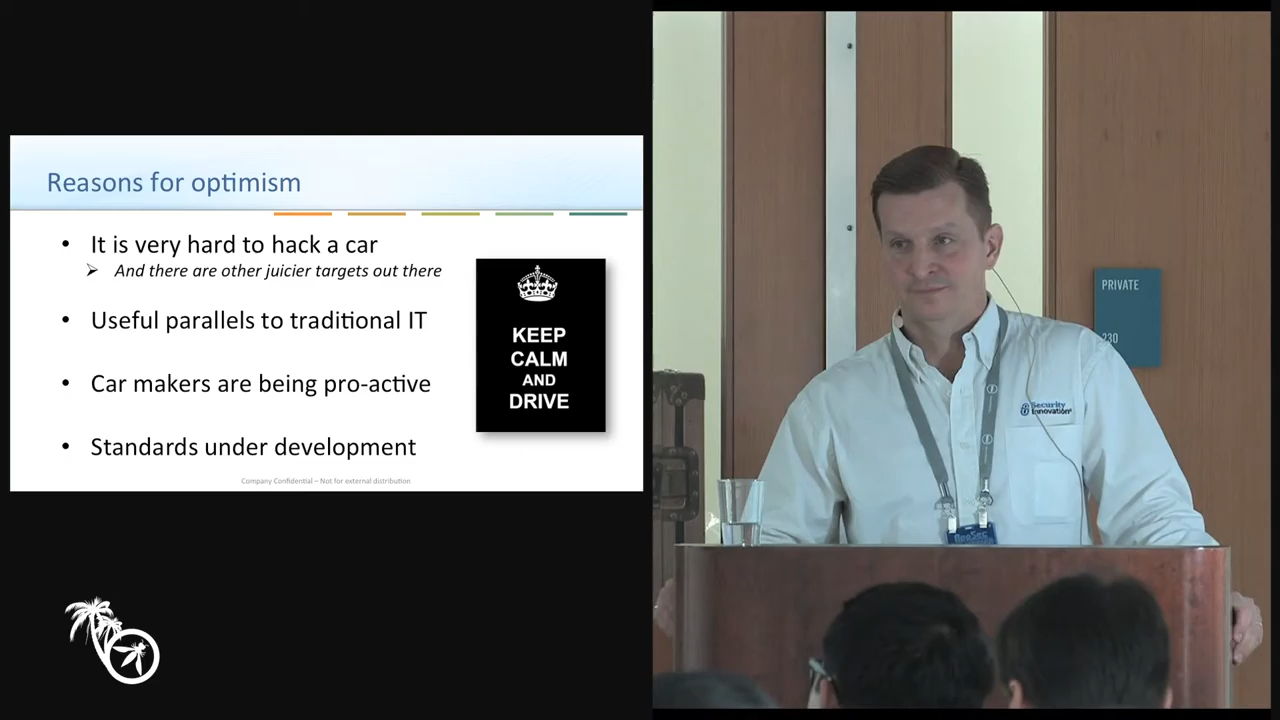 Reasons for optimism
• It is very hard to hack a car
➢ And there are other juicier targets out there
• Useful parallels to traditional IT
• Car makers are being pro-active
• Standards under development
KEEP
CALM
AND
DRIVE
Company Confidential – Not for external distribution
PRIVATE
230
Security
Innovation
AppSec